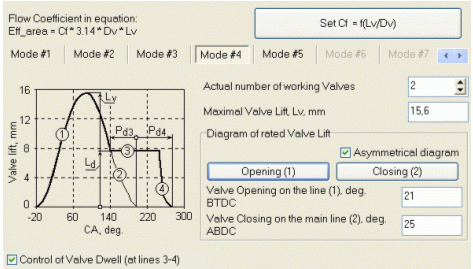 Flow Coefficient in equation:
Eff_area = Cf * 3.14 * Dv * Lv
Set Cf = f(Lv/Dv)
Mode #1 Mode #2 Mode #3 Mode #4 Mode #5 Mode #6 Mode #7
Actual number of working Valves 2
Maximal Valve Lift, Lv, mm 15,6
Diagram of rated Valve Lift
Asymmetrical diagram
Opening (1) Closing (2)
Valve Opening on the line (1), deg. BTDC 21
Valve Closing on the main line (2), deg. ABDC 25
Valve lift, mm
16
12
8
4
0
-20 60 140 220 300
CA, deg.
Lv
Pd3 Pd4
Ld
1
2
3
4
Control of Valve Dwell (at lines 3-4)